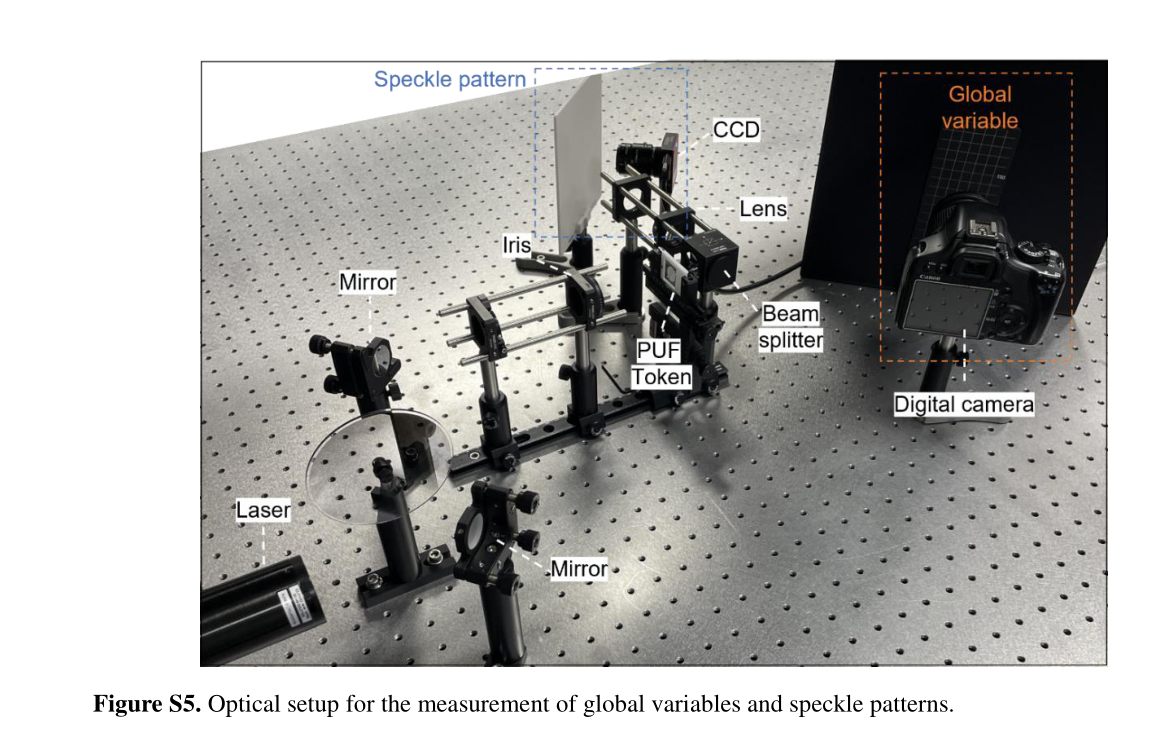 Speckle pattern
Global
variable
CCD
Lens
Iris
Mirror
Beam
splitter
PUF
Token
Canon
Digital camera
Laser
Mirror
Figure S5. Optical setup for the measurement of global variables and speckle patterns.